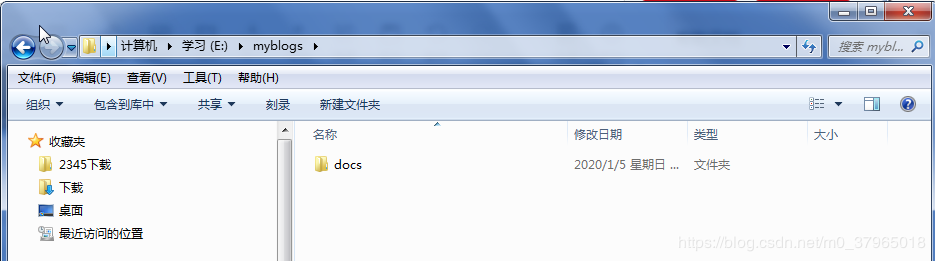 计算机 学习 (E:) myblogs 搜索 mybl...
文件(F) 编辑(E) 查看(V) 工具(T) 帮助(H)
组织 包含到库中 共享 刻录 新建文件夹
收藏夹
2345下载
下载
桌面
最近访问的位置
名称 修改日期 类型 大小
docs 2020/1/5 星期日 ... 文件夹
https://blog.csdn.net/m0_37965018